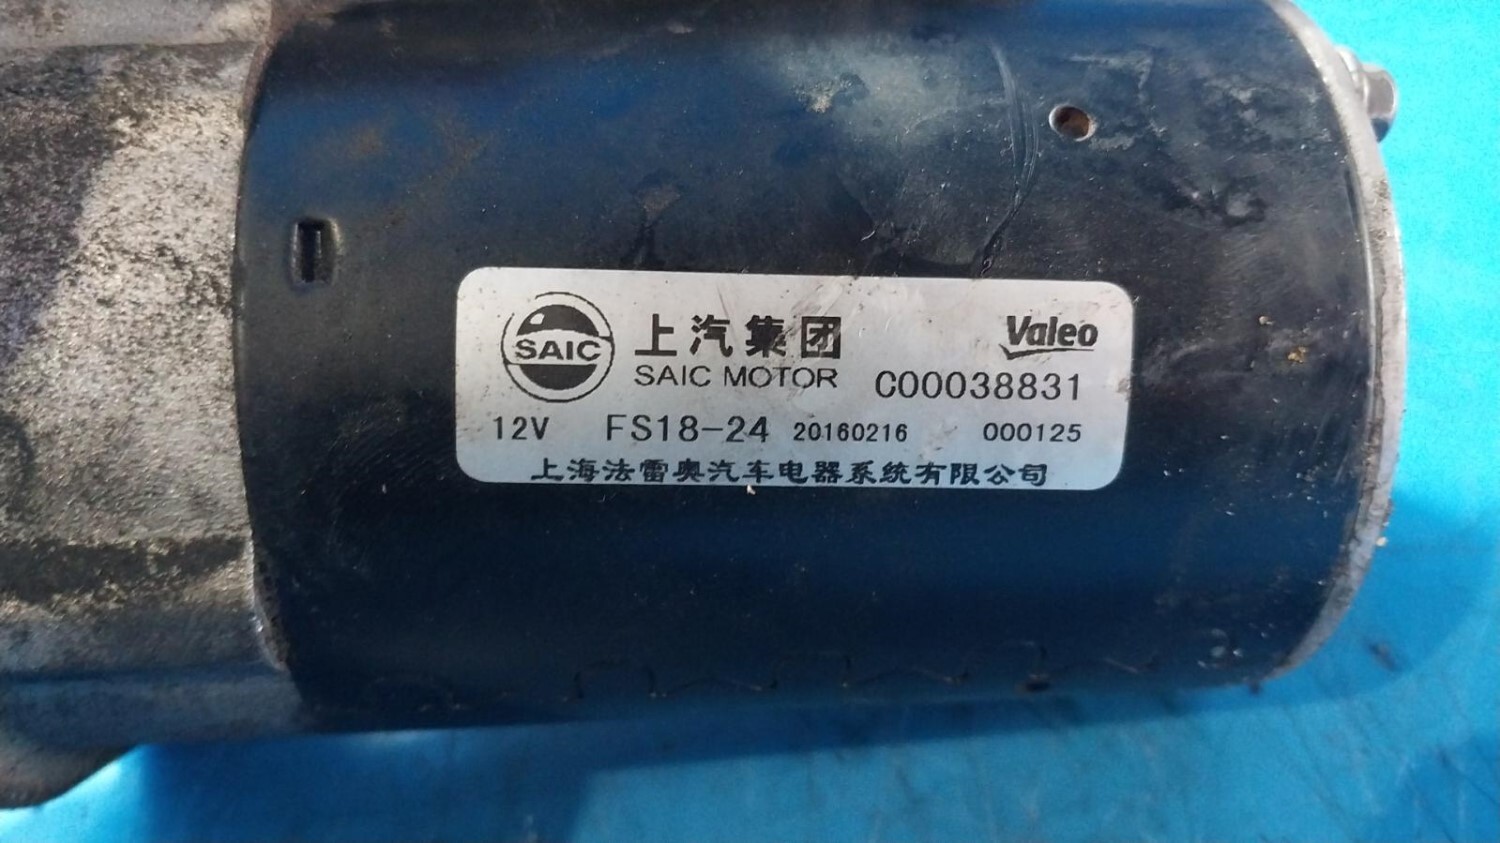 SAIC 上汽集团 Valeo
SAIC MOTOR C00038831
12V FS18-24 20160216 000125
上海法雷奥汽车电器系统有限公司